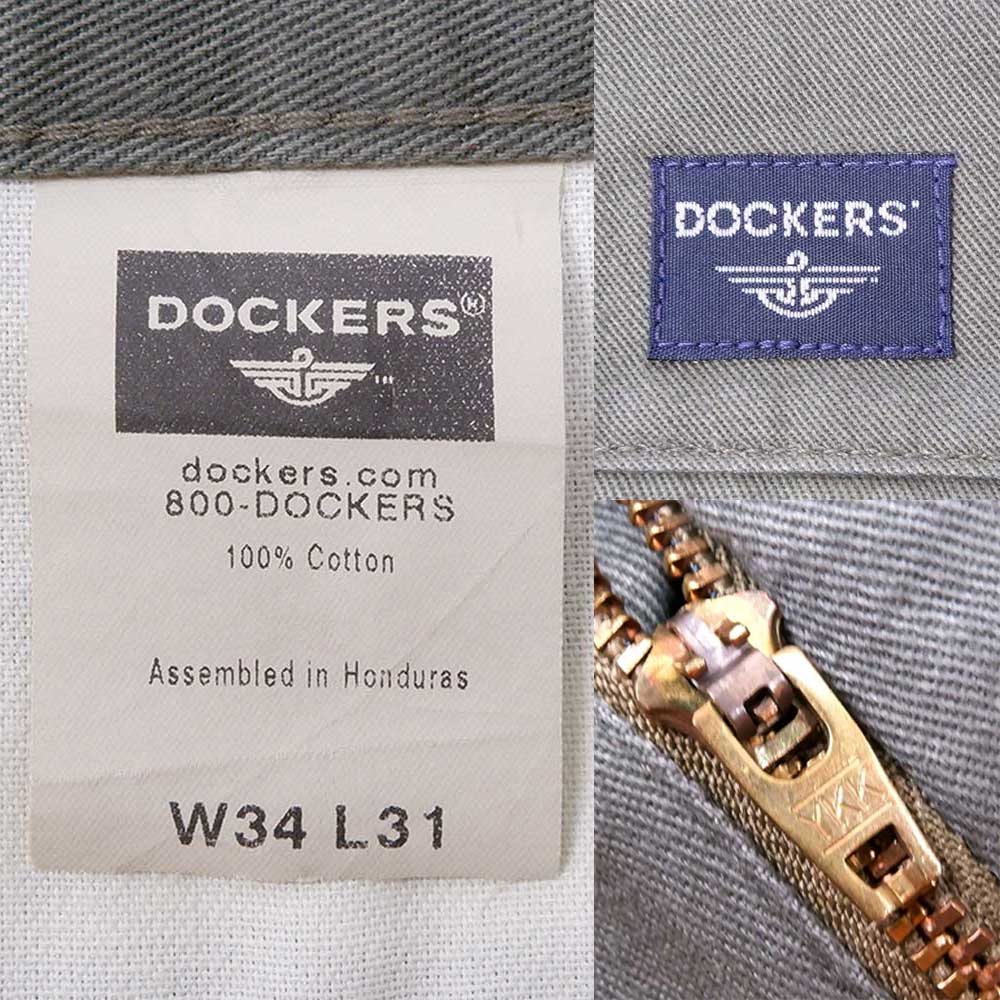 DOCKERS®
™
dockers.com
800-DOCKERS
100% Cotton
Assembled in Honduras
W34 L31
DOCKERS
YKK